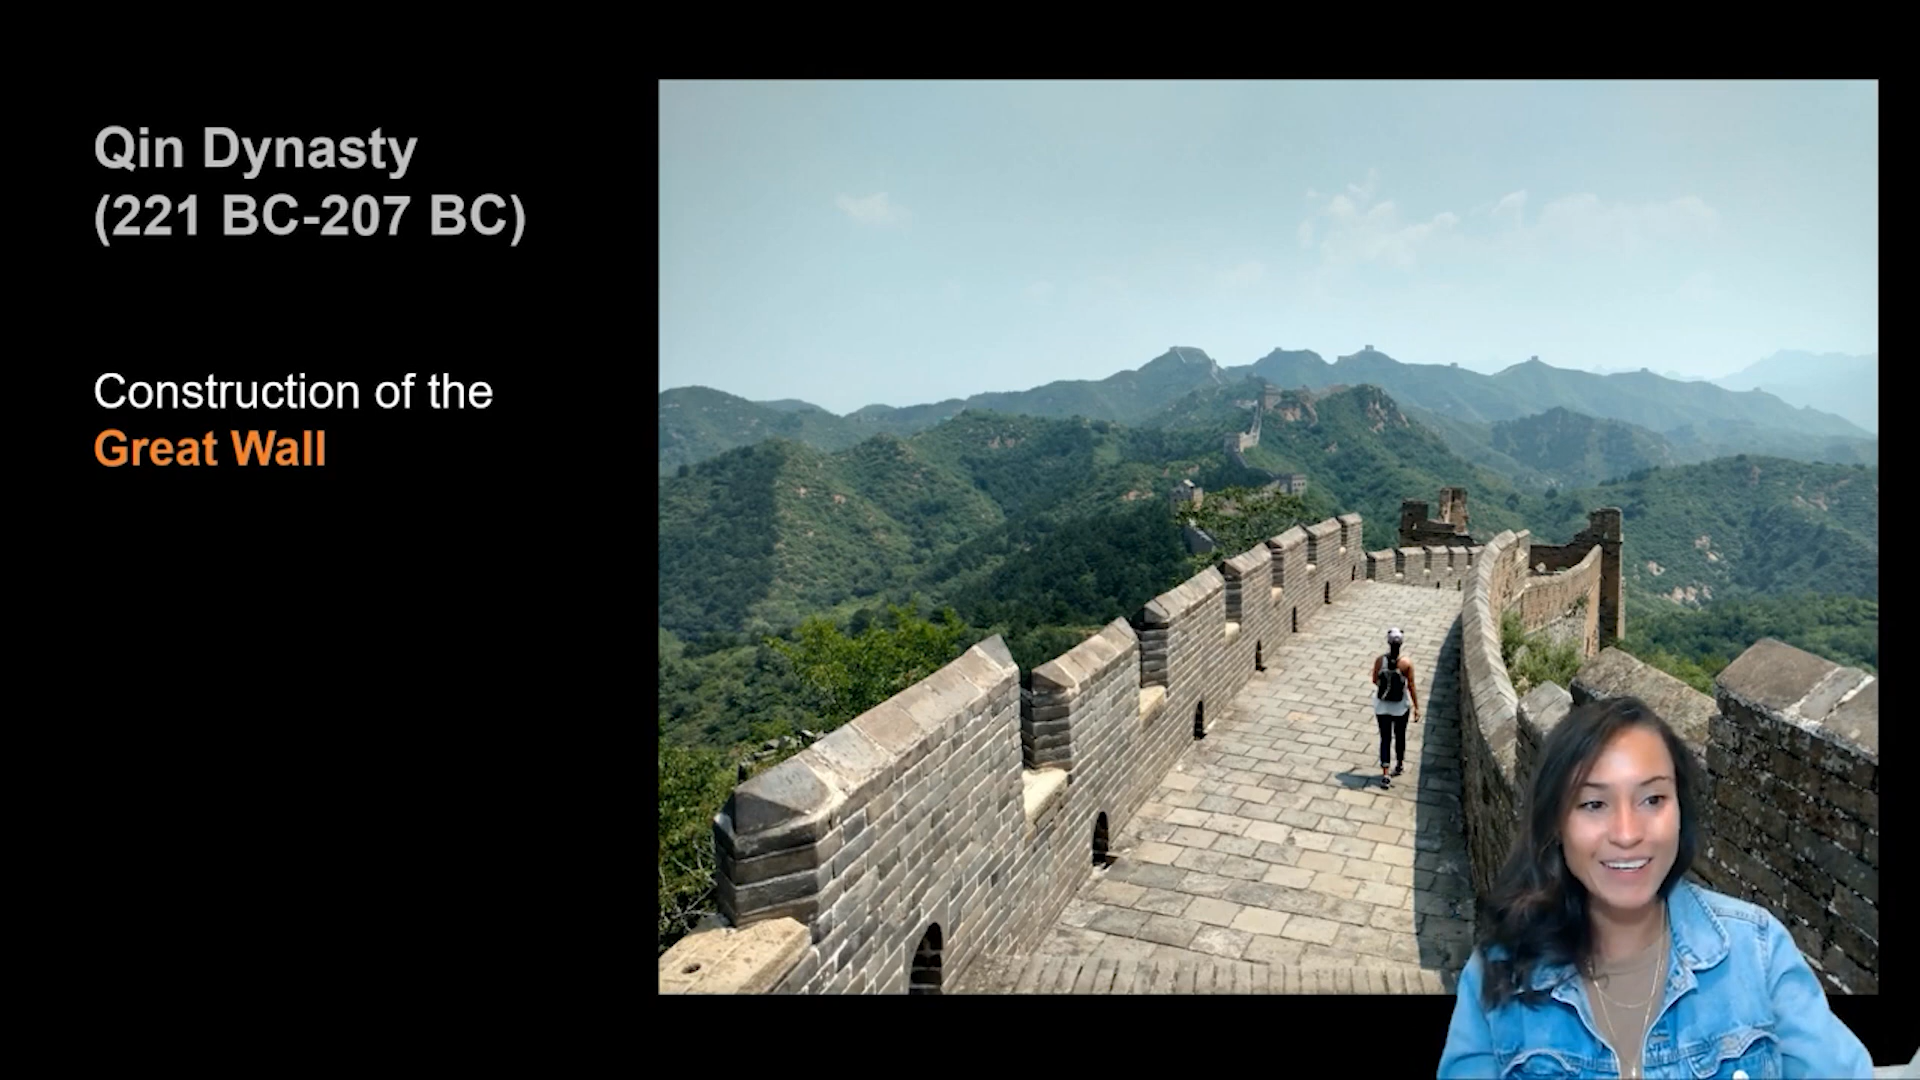 Qin Dynasty
(221 BC-207 BC)
Construction of the
Great Wall